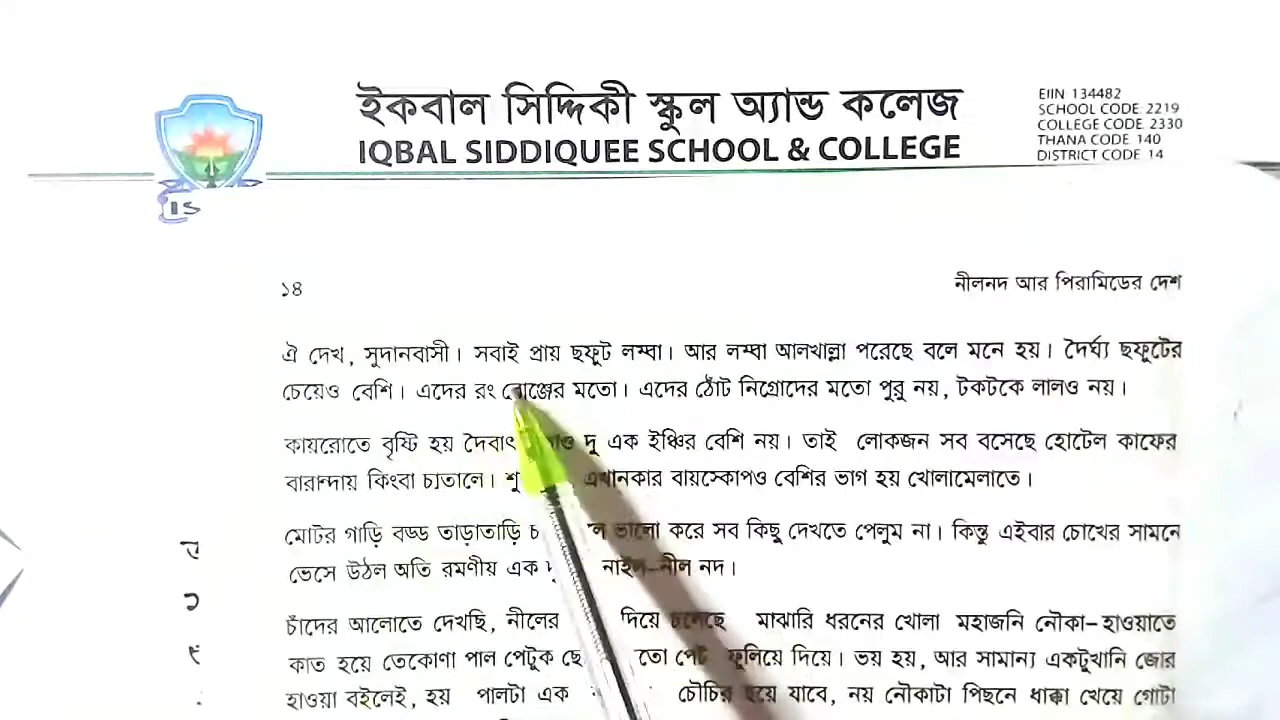 ইকবাল সিদ্দিকী স্কুল অ্যান্ড কলেজ
IQBAL SIDDIQUEE SCHOOL & COLLEGE
EIIN: 134482
SCHOOL CODE: 2219
COLLEGE CODE: 2330
THANA CODE: 140
DISTRICT CODE: 14
IS
১৪
নীলনদ আর পিরামিডের দেশ
ঐ দেখ, সুদানবাসী। সবাই প্রায় ছফুট লম্বা। আর লম্বা আলখাল্লা পরেছে বলে মনে হয়। দৈর্ঘ্য ছফুটের
চেয়েও বেশি। এদের রং ব্রোঞ্জের মতো। এদের ঠোঁট নিগ্রোদের মতো পুরু নয়, টকটকে লালও নয়।
কায়রোতে বৃষ্টি হয় দৈবাৎ দু এক ইঞ্চির বেশি নয়। তাই লোকজন সব বসেছে হোটেল কাফের
বারান্দায় কিংবা চাতালে। এখানকার বায়স্কোপও বেশির ভাগ হয় খোলামেলাতে।
মোটর গাড়ি বড্ড তাড়াতাড়ি ভালো করে সব কিছু দেখতে পেলুম না। কিন্তু এইবার চোখের সামনে
ভেসে উঠল অতি রমণীয় এক নাইল-নীল নদ।
চাঁদের আলোতে দেখছি, নীলের দিয়ে চলেছে মাঝারি ধরনের খোলা মহাজনি নৌকা-হাওয়াতে
কাত হয়ে তেকোণা পাল পেটুক তো পেট ফুলিয়ে দিয়ে। ভয় হয়, আর সামান্য একটুখানি জোর
হাওয়া বইলেই, হয় পালটা এক চৌচির হয়ে যাবে, নয় নৌকাটা পিছনে ধাক্কা খেয়ে গোটা